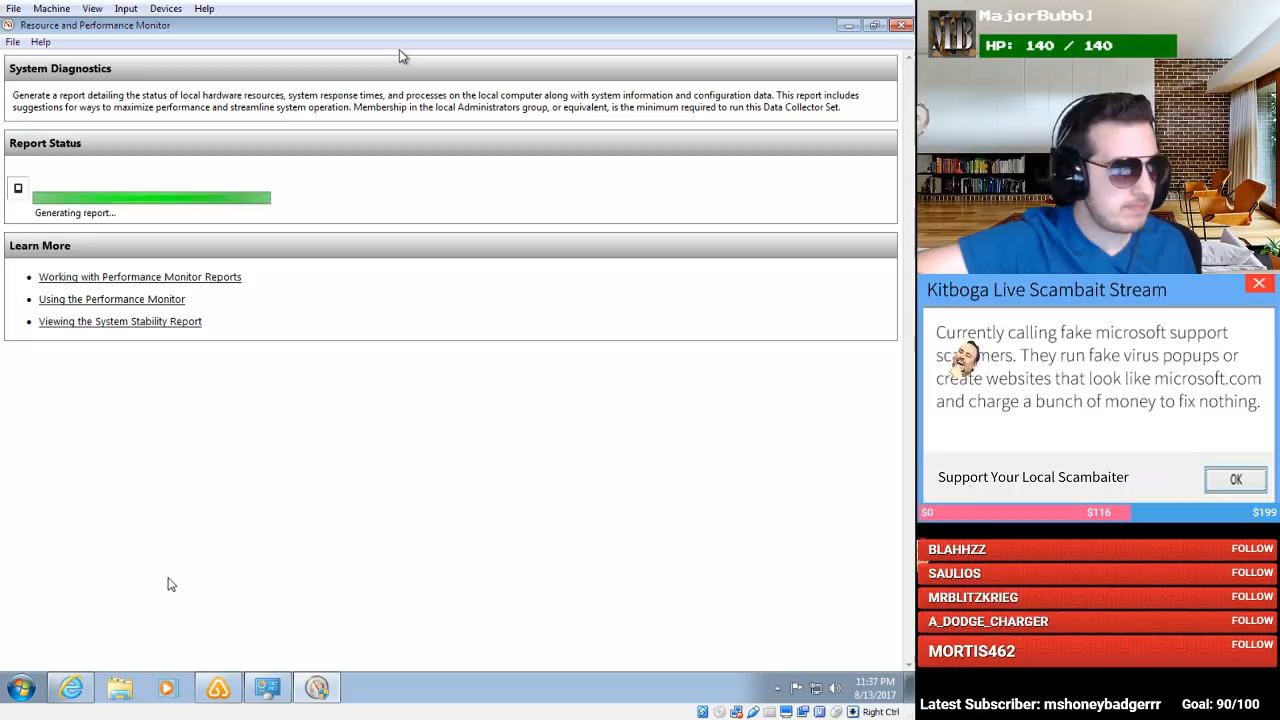 File Machine View Input Devices Help
Resource and Performance Monitor
File Help
System Diagnostics
Generate a report detailing the status of local hardware resources, system response times, and processes on the local computer along with system information and configuration data. This report includes
suggestions for ways to maximize performance and streamline system operation. Membership in the local Administrators group, or equivalent, is the minimum required to run this Data Collector Set.
Report Status
Generating report...
Learn More
Working with Performance Monitor Reports
Using the Performance Monitor
Viewing the System Stability Report
11:37 PM
8/13/2017
Right Ctrl
MB
MajorBubb]
HP: 140 / 140
Kitboga Live Scambait Stream
Currently calling fake microsoft support
scammers. They run fake virus popups or
create websites that look like microsoft.com
and charge a bunch of money to fix nothing.
Support Your Local Scambaiter
OK
$0 $116 $199
BLAHHZZ FOLLOW
SAULIOS FOLLOW
MRBLITZKRIEG FOLLOW
A_DODGE_CHARGER FOLLOW
MORTIS462 FOLLOW
Latest Subscriber: mshoneybadgerrr Goal: 90/100